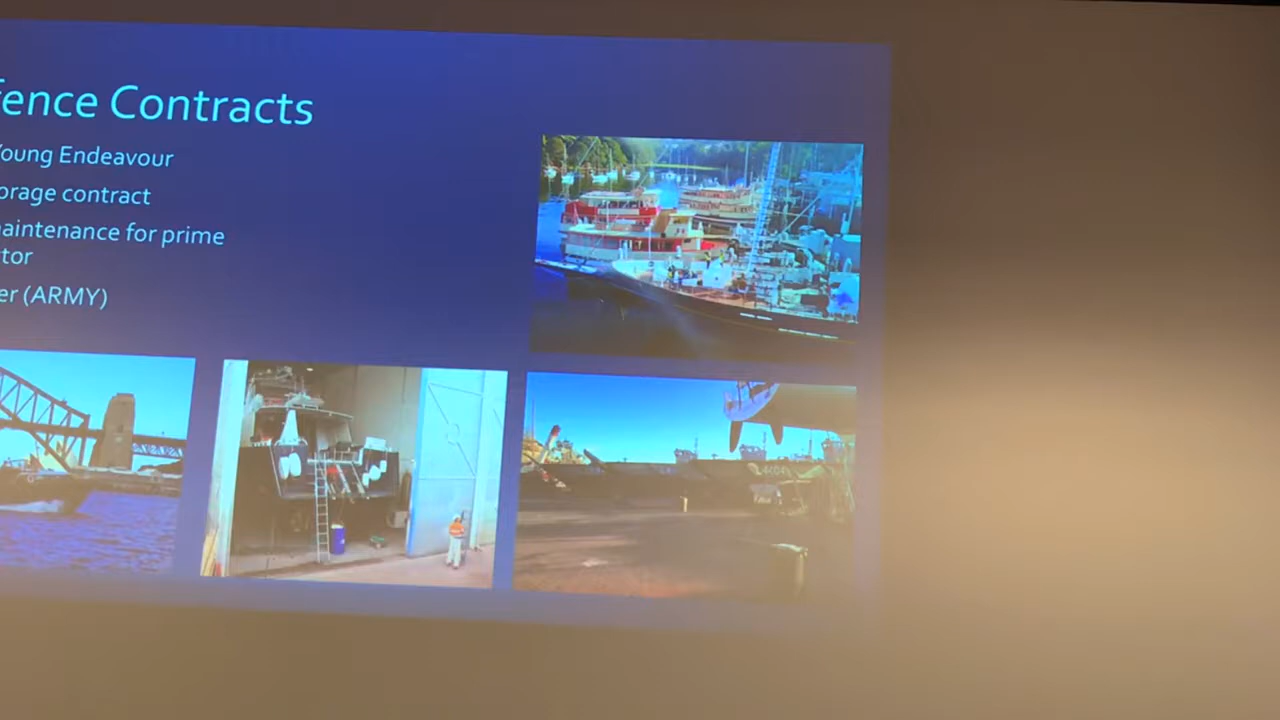 fence Contracts
Young Endeavour
orage contract
aintenance for prime
tor
er (ARMY)